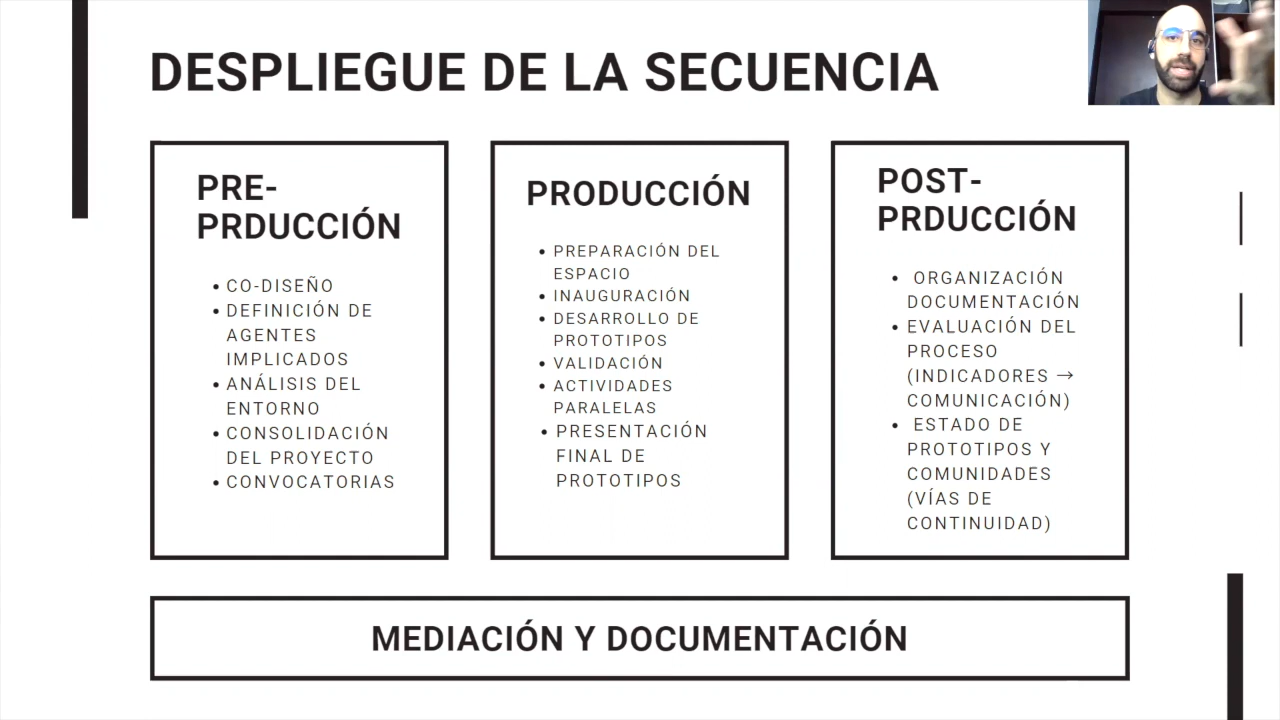 DESPLIEGUE DE LA SECUENCIA
PRE-
PRDUCCIÓN
• CO-DISEÑO
• DEFINICIÓN DE
AGENTES
IMPLICADOS
• ANÁLISIS DEL
ENTORNO
• CONSOLIDACIÓN
DEL PROYECTO
• CONVOCATORIAS
PRODUCCIÓN
• PREPARACIÓN DEL
ESPACIO
• INAUGURACIÓN
• DESARROLLO DE
PROTOTIPOS
• VALIDACIÓN
• ACTIVIDADES
PARALELAS
• PRESENTACIÓN
FINAL DE
PROTOTIPOS
POST-
PRDUCCIÓN
• ORGANIZACIÓN
DOCUMENTACIÓN
• EVALUACIÓN DEL
PROCESO
(INDICADORES →
COMUNICACIÓN)
• ESTADO DE
PROTOTIPOS Y
COMUNIDADES
(VÍAS DE
CONTINUIDAD)
MEDIACIÓN Y DOCUMENTACIÓN